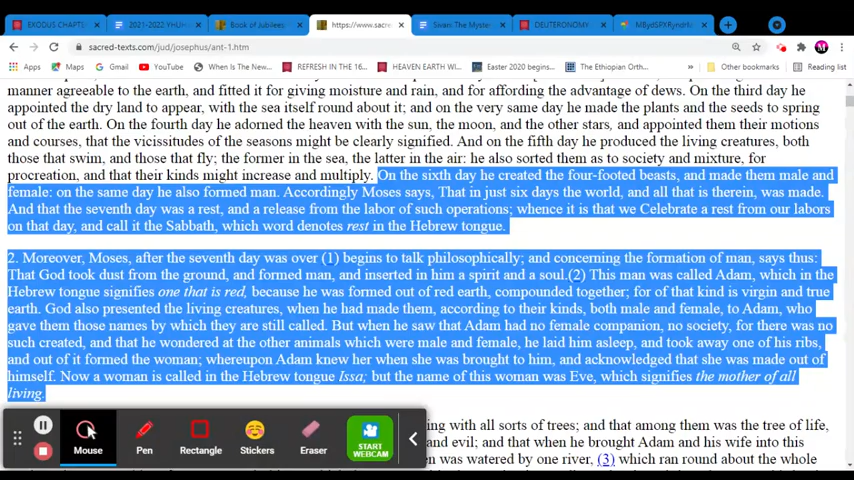 EXODUS CHAPT
2021-2022 YHU
Book of Jubilees
https://www.sacre
Swan: The Myste
DEUTERONOMY
sacred-texts.com/jud/josephus/ant-1.htm
Apps
Gmail
YouTube
When Is The New...
REFRESH IN THE 16...
HEAVEN EARTH WI...
Easter 2020 begins...
The Ethiopian Orth...
Other bookmarks
Reading list
manner agreeable to the earth, and fitted it for giving moisture and rain, and for affording the advantage of dews. On the third day he
appointed the dry land to appear, with the sea itself round about it; and on the very same day he made the plants and the seeds to spring
out of the earth. On the fourth day he adorned the heaven with the sun, the moon, and the other stars, and appointed them their motions
and courses, that the vicissitudes of the seasons might be clearly signified. And on the fifth day he produced the living creatures, both
those that swim, and those that fly; the former in the sea, the latter in the air: he also sorted them as to society and mixture, for
procreation, and that their kinds might increase and multiply. On the sixth day he created the four-footed beasts, and made them male and
female: on the same day he also formed man. Accordingly Moses says, That in just six days the world, and all that is therein, was made.
And that the seventh day was a rest, and a release from the labor of such operations; whence it is that we Celebrate a rest from our labors
on that day, and call it the Sabbath, which word denotes rest in the Hebrew tongue.
2. Moreover, Moses, after the seventh day was over (1) begins to talk philosophically; and concerning the formation of man, says thus:
That God took dust from the ground, and formed man, and inserted in him a spirit and a soul.(2) This man was called Adam, which in the
Hebrew tongue signifies one that is red, because he was formed out of red earth, compounded together; for of that kind is virgin and true
earth. God also presented the living creatures, when he had made them, according to their kinds, both male and female, to Adam, who
gave them those names by which they are still called. But when he saw that Adam had no female companion, no society, for there was no
such created, and that he wondered at the other animals which were male and female, he laid him asleep, and took away one of his ribs,
and out of it formed the woman; whereupon Adam knew her when she was brought to him, and acknowledged that she was made out of
himself. Now a woman is called in the Hebrew tongue Issa; but the name of this woman was Eve, which signifies the mother of all
living.
ing with all sorts of trees; and that among them was the tree of life,
and evil; and that when he brought Adam and his wife into this
en was watered by one river, (3) which ran round about the whole
Mouse
Pen
Rectangle
Stickers
Eraser
START
WEBCAM